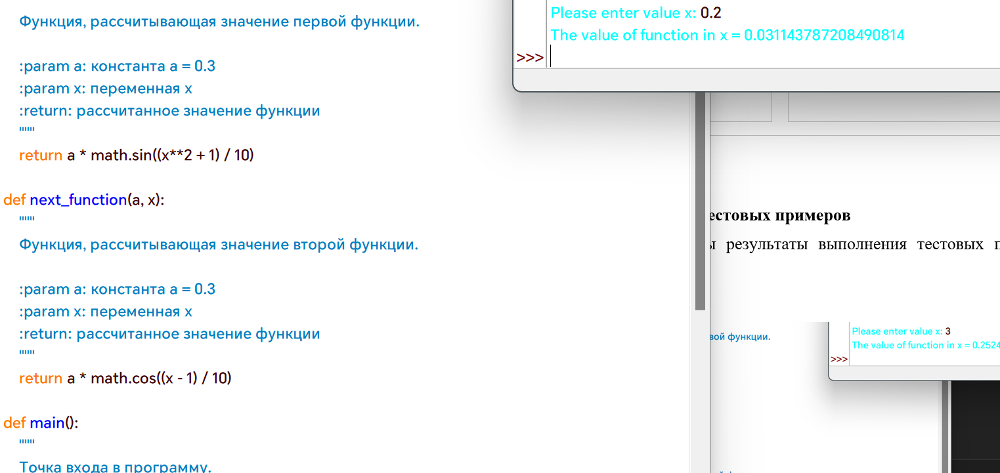 Функция, рассчитывающая значение первой функции.
:param a: константа a = 0.3
:param x: переменная x
:return: рассчитанное значение функции
"""
return a * math.sin((x**2 + 1) / 10)
def next_function(a, x):
"""
Функция, рассчитывающая значение второй функции.
:param a: константа a = 0.3
:param x: переменная x
:return: рассчитанное значение функции
"""
return a * math.cos((x - 1) / 10)
def main():
"""
Точка входа в программу.
Please enter value x: 0.2
The value of function in x = 0.031143787208490814
>>>
естовых примеров
результаты выполнения тестовых
вой функции.
Please enter value x: 3
The value of function in x = 0.2524
>>>